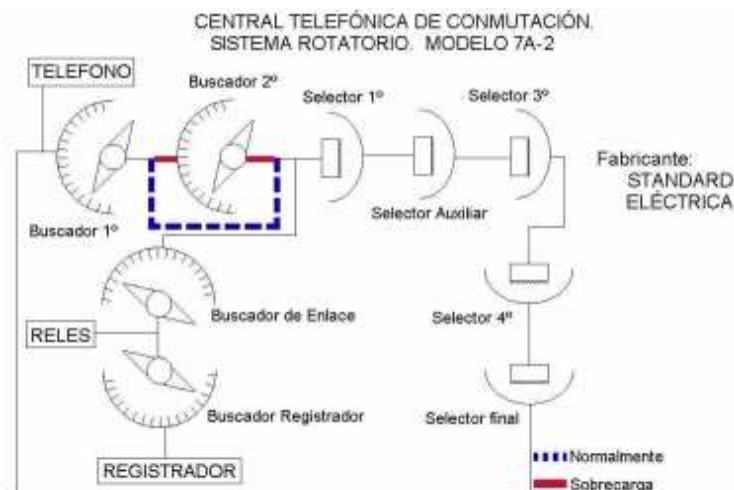 CENTRAL TELEFÓNICA DE CONMUTACIÓN.
SISTEMA ROTATORIO. MODELO 7A-2
TELEFONO
Buscador 2º
Selector 1º
Selector 3º
Fabricante:
STANDARD
ELÉCTRICA
Buscador 1º
Selector Auxiliar
Buscador de Enlace
Selector 4º
RELES
Buscador Registrador
Selector final
REGISTRADOR
Normalmente
Sobrecarga